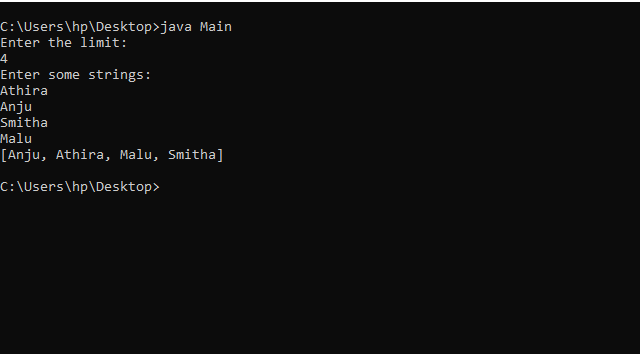 C:\Users\hp\Desktop>java Main
Enter the limit:
4
Enter some strings:
Athira
Anju
Smitha
Malu
[Anju, Athira, Malu, Smitha]
C:\Users\hp\Desktop>